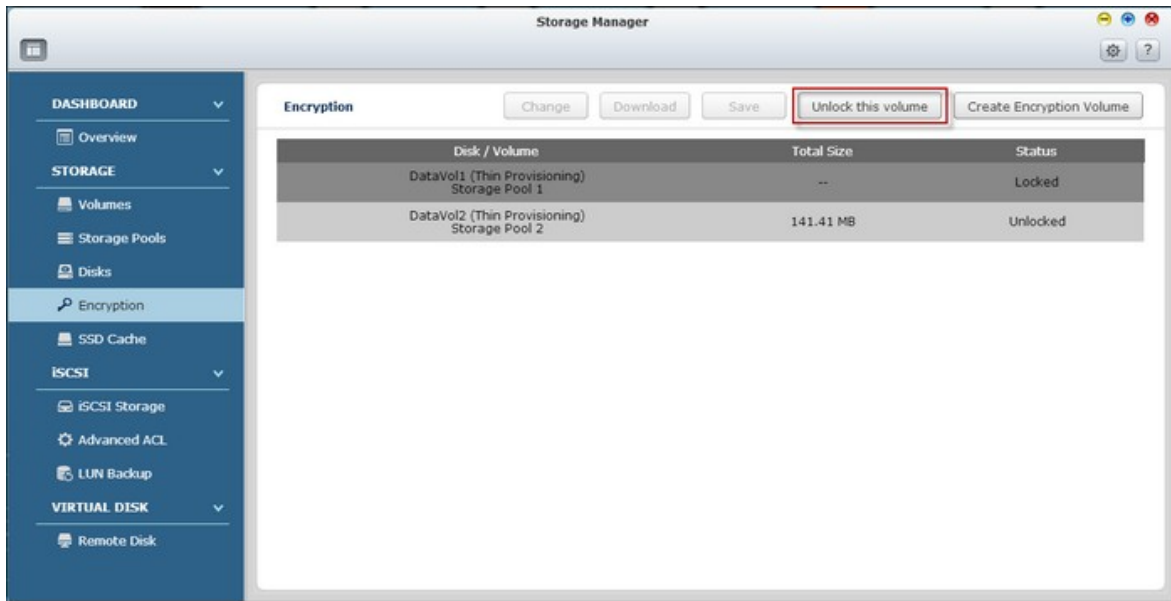 Storage Manager
?
DASHBOARD
Overview
STORAGE
Volumes
Storage Pools
Disks
Encryption
SSD Cache
iSCSI
iSCSI Storage
Advanced ACL
LUN Backup
VIRTUAL DISK
Remote Disk
Encryption Change Download Save Unlock this volume Create Encryption Volume
Disk / Volume Total Size Status
DataVol1 (Thin Provisioning)
Storage Pool 1 -- Locked
DataVol2 (Thin Provisioning)
Storage Pool 2 141.41 MB Unlocked